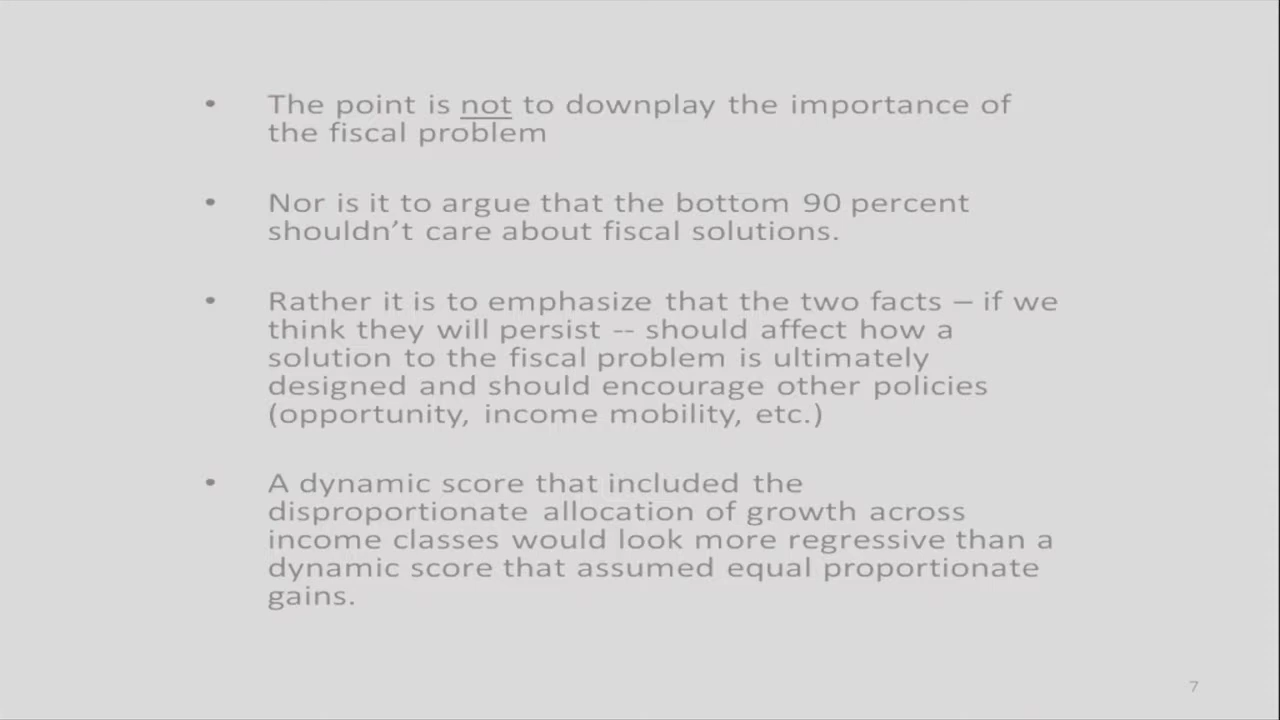 • The point is not to downplay the importance of
the fiscal problem
• Nor is it to argue that the bottom 90 percent
shouldn’t care about fiscal solutions.
• Rather it is to emphasize that the two facts – if we
think they will persist -- should affect how a
solution to the fiscal problem is ultimately
designed and should encourage other policies
(opportunity, income mobility, etc.)
• A dynamic score that included the
disproportionate allocation of growth across
income classes would look more regressive than a
dynamic score that assumed equal proportionate
gains.
7